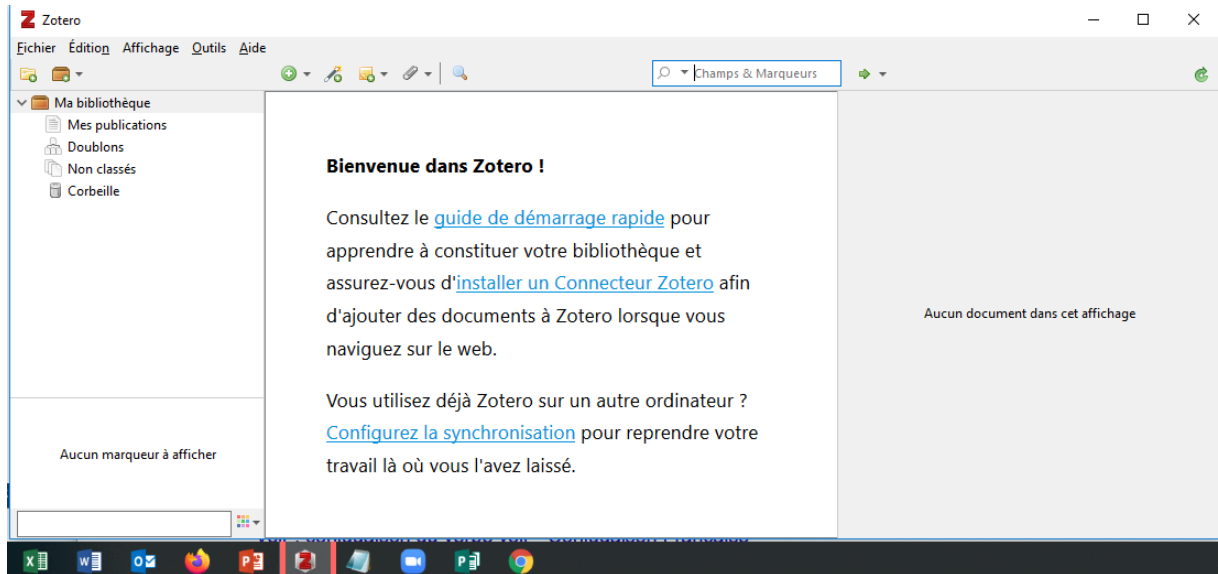 Zotero
Fichier Édition Affichage Outils Aide
Champs & Marqueurs
Ma bibliothèque
Mes publications
Doublons
Non classés
Corbeille
Aucun marqueur à afficher
Bienvenue dans Zotero !
Consultez le guide de démarrage rapide pour
apprendre à constituer votre bibliothèque et
assurez-vous d'installer un Connecteur Zotero afin
d'ajouter des documents à Zotero lorsque vous
naviguez sur le web.
Vous utilisez déjà Zotero sur un autre ordinateur ?
Configurez la synchronisation pour reprendre votre
travail là où vous l'avez laissé.
Aucun document dans cet affichage